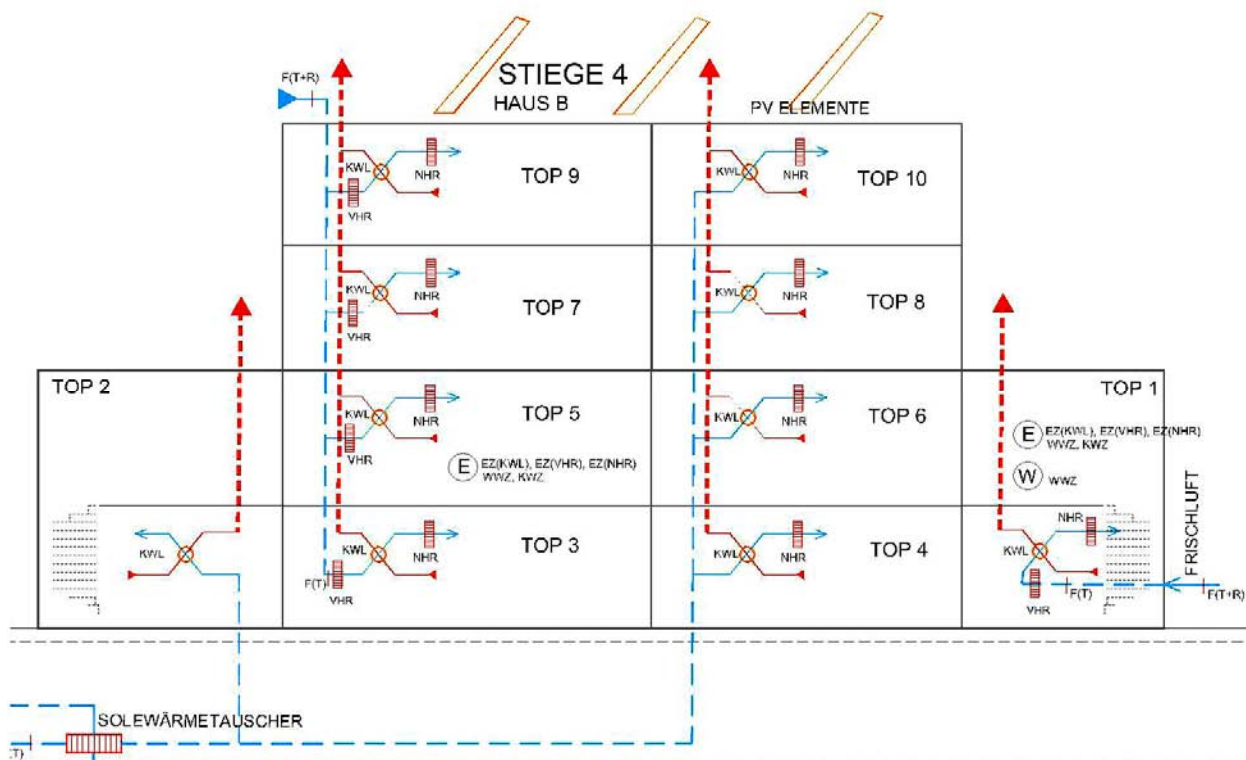 F(T+R)
STIEGE 4
HAUS B
PV ELEMENTE
KWL
NHR
TOP 9
VHR
KWL
NHR
TOP 10
KWL
NHR
TOP 7
VHR
KWL
NHR
TOP 8
TOP 2
KWL
NHR
TOP 5
VHR
E EZ(KWL), EZ(VHR), EZ(NHR)
WWZ, KWZ
KWL
NHR
TOP 6
TOP 1
E EZ(KWL), EZ(VHR), EZ(NHR)
WWZ, KWZ
W WWZ
FRISCHLUFT
KWL
KWL
NHR
TOP 3
F(T)
VHR
KWL
NHR
TOP 4
NHR
KWL
VHR
F(T)
F(T+R)
SOLEWÄRMETAUSCHER